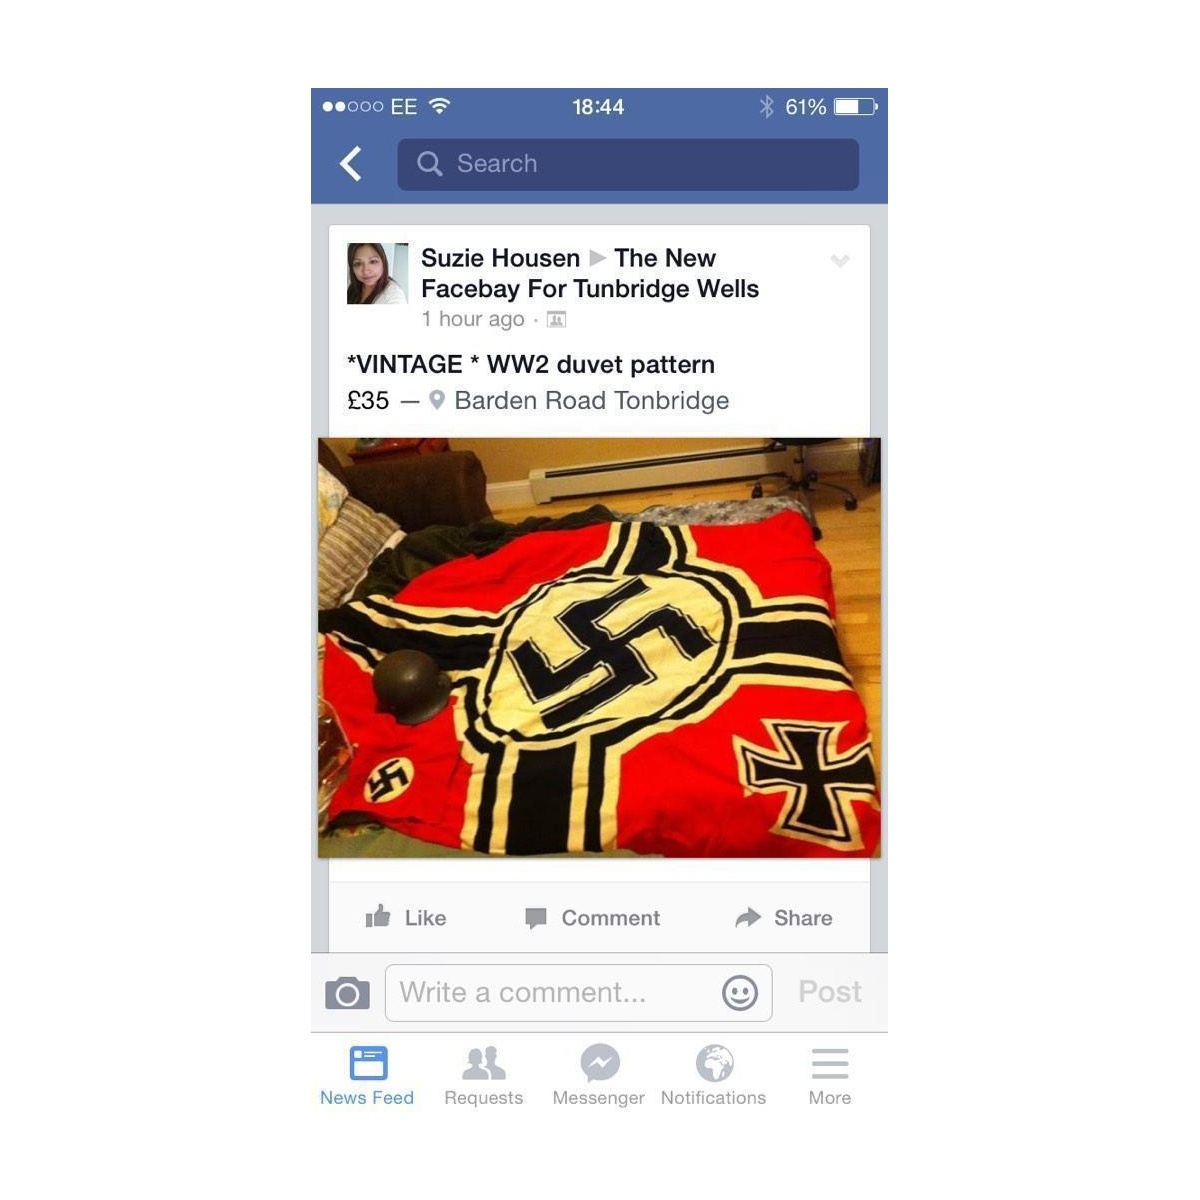 EE 18:44 61%
Search
Suzie Housen ▶ The New
Facebay For Tunbridge Wells
1 hour ago ·
*VINTAGE * WW2 duvet pattern
£35 — Barden Road Tonbridge
Like Comment Share
Write a comment... Post
News Feed Requests Messenger Notifications More